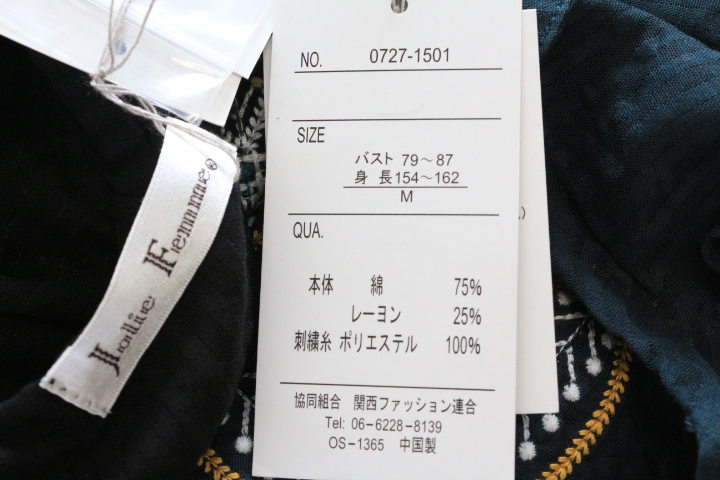 Jolie Femme®
NO. 0727-1501
SIZE
バスト 79〜87
身 長 154〜162
M
QUA.
本体 綿 75%
レーヨン 25%
刺繍糸 ポリエステル 100%
協同組合 関西ファッション連合
Tel: 06-6228-8139
OS-1365 中国製